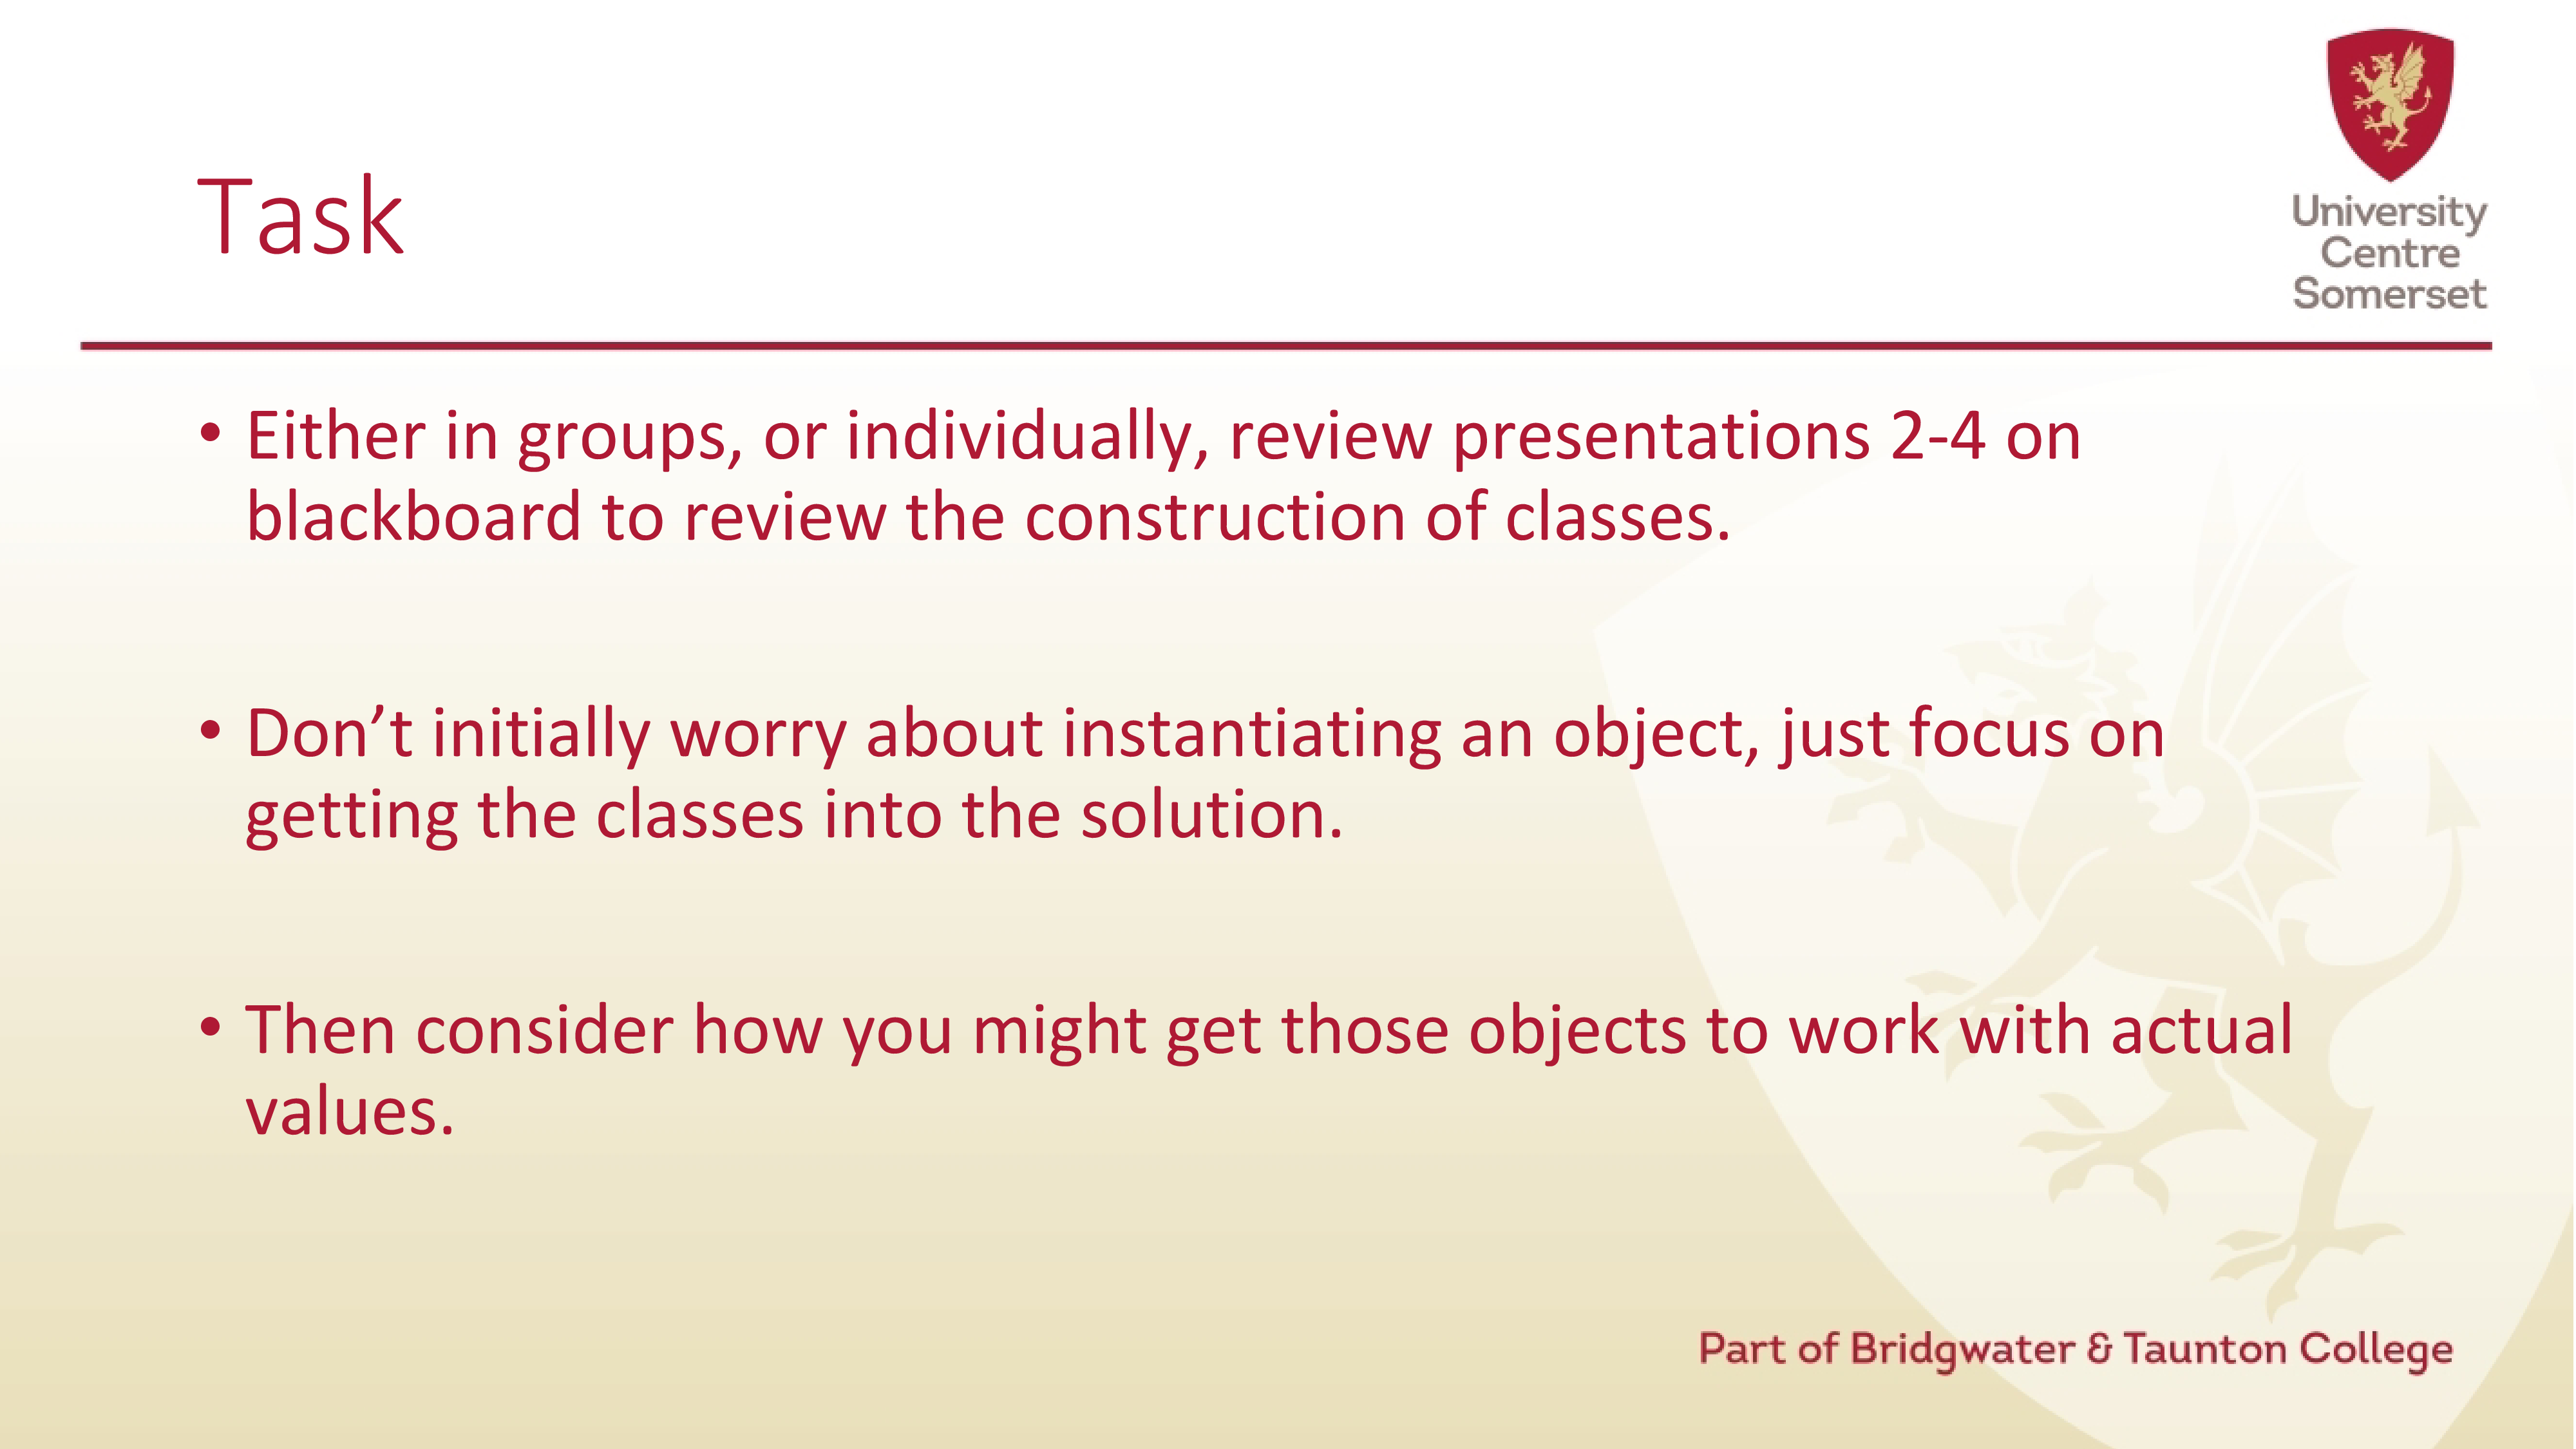 University
Centre
Somerset
Task
• Either in groups, or individually, review presentations 2-4 on
blackboard to review the construction of classes.
• Don’t initially worry about instantiating an object, just focus on
getting the classes into the solution.
• Then consider how you might get those objects to work with actual
values.
Part of Bridgwater & Taunton College